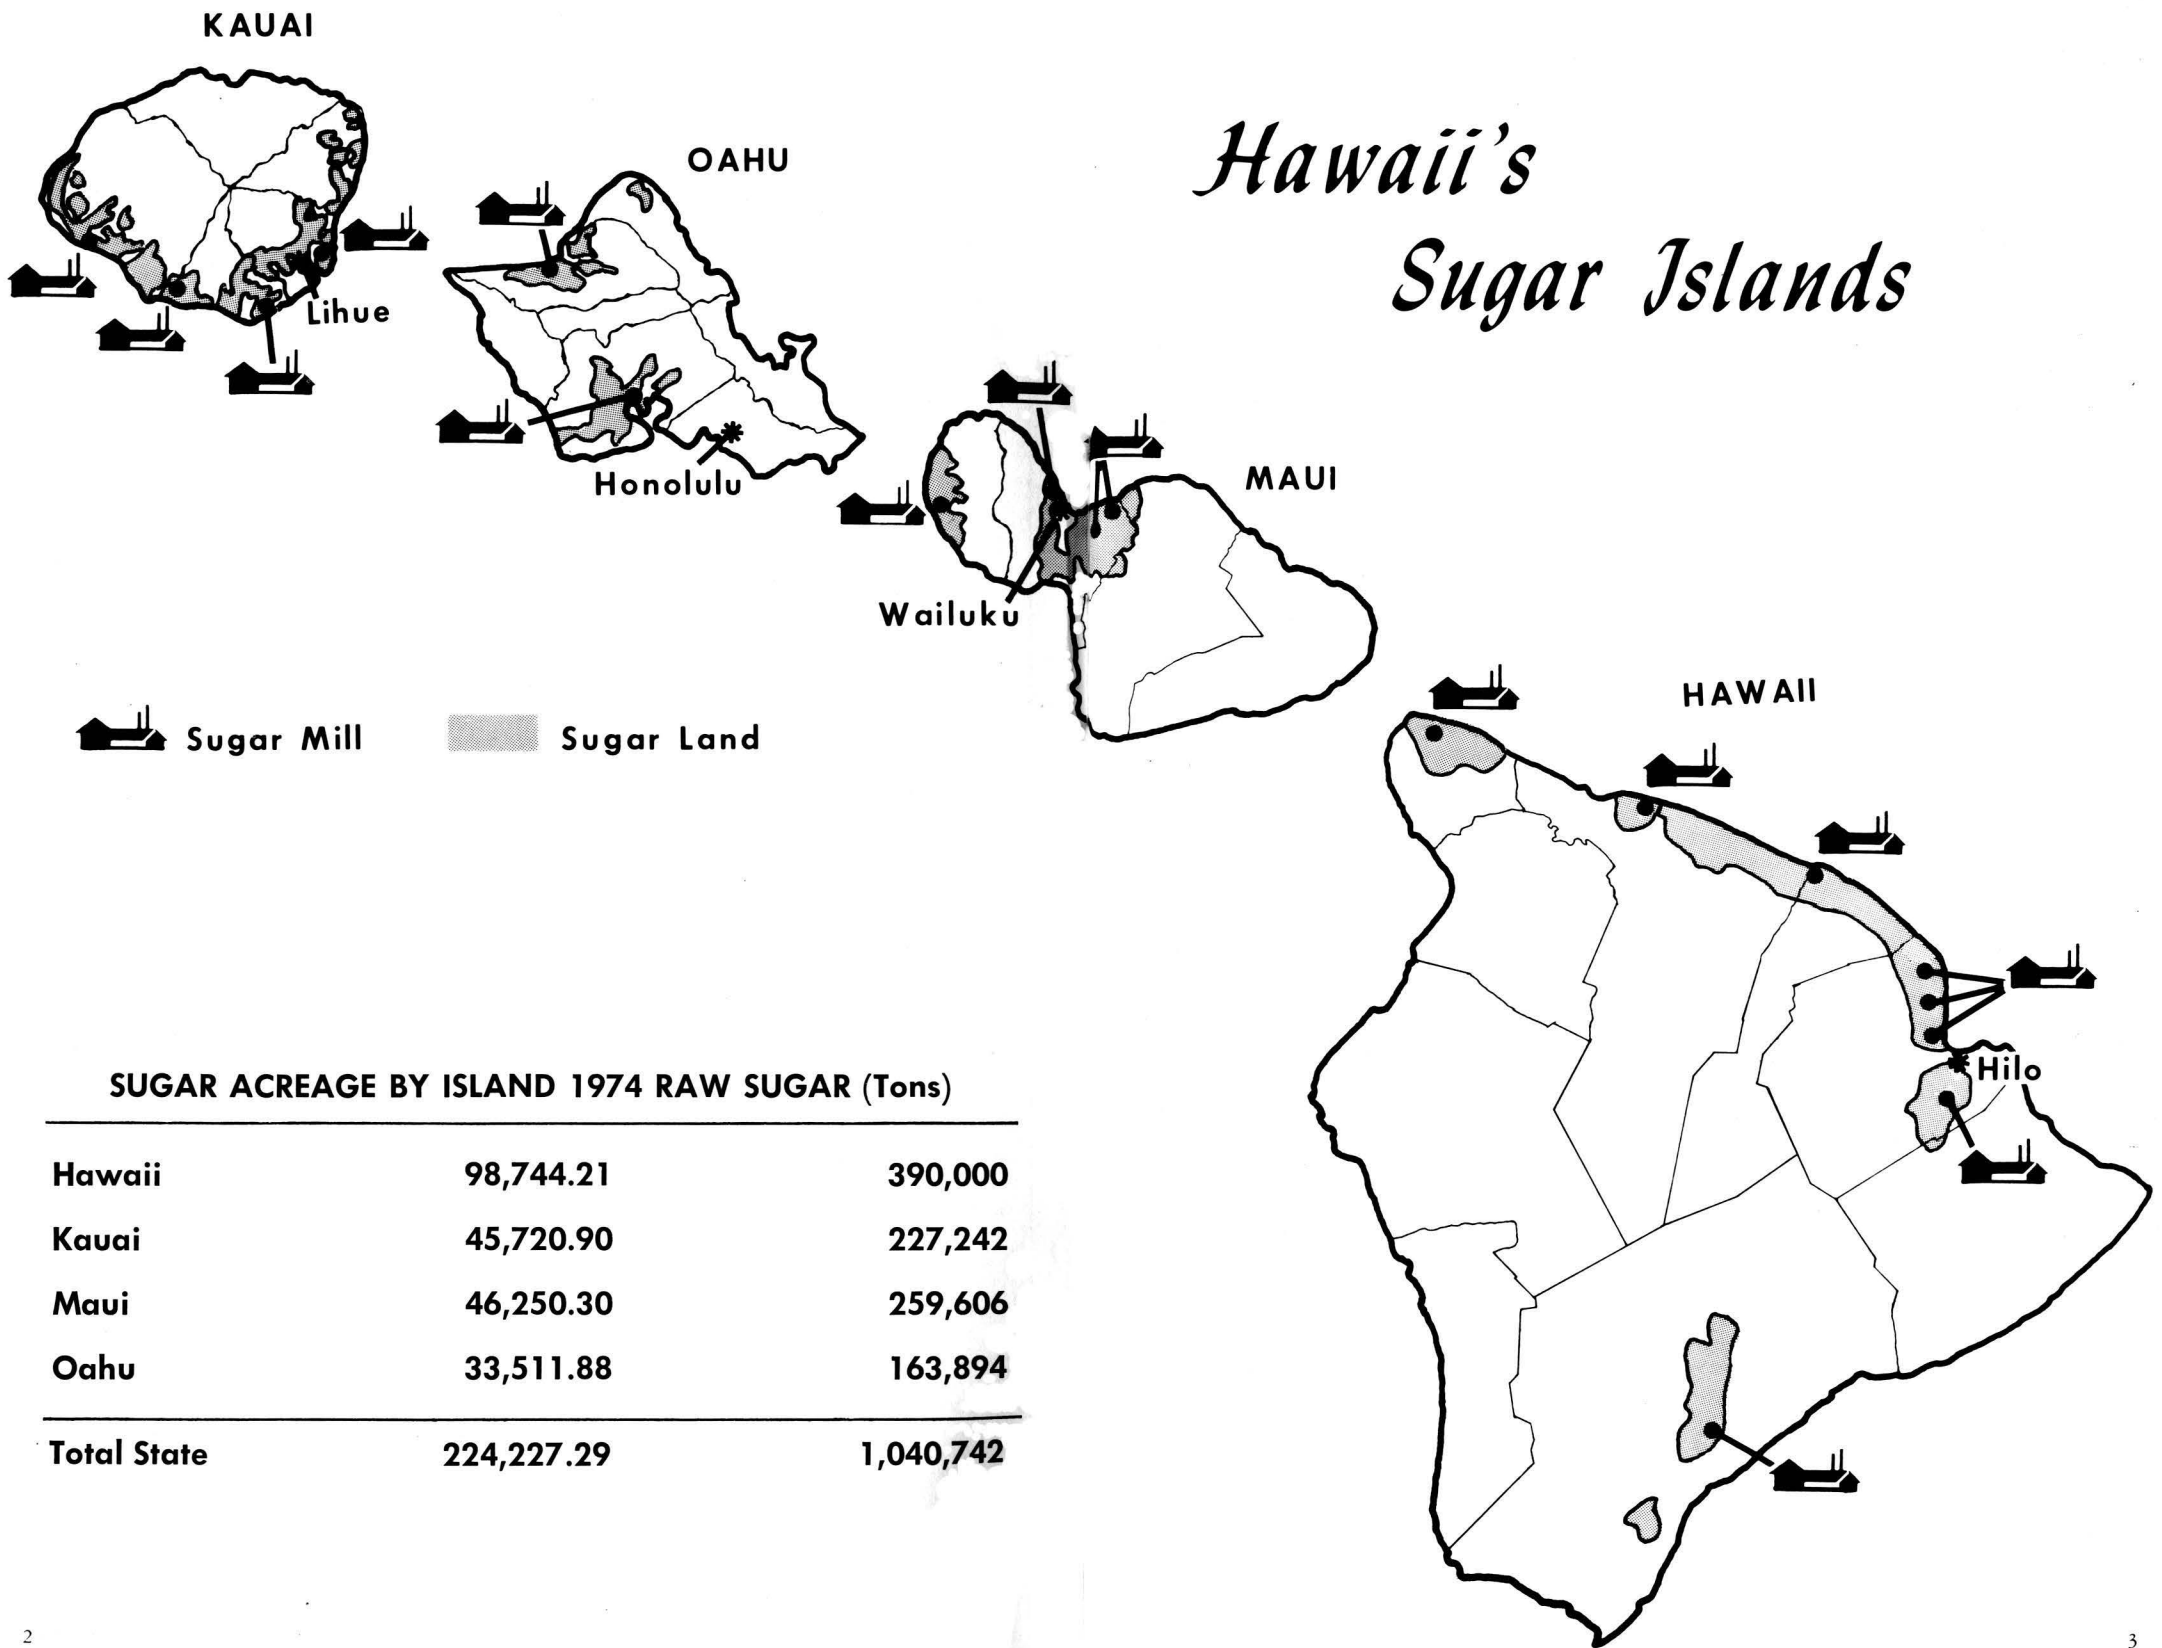 KAUAI
OAHU
Hawaii's
Sugar Islands
Lihue
Honolulu
MAUI
Wailuku
HAWAII
Sugar Mill
Sugar Land
Hilo
SUGAR ACREAGE BY ISLAND 1974 RAW SUGAR (Tons)
Hawaii 98,744.21 390,000
Kauai 45,720.90 227,242
Maui 46,250.30 259,606
Oahu 33,511.88 163,894
Total State 224,227.29 1,040,742
2
3